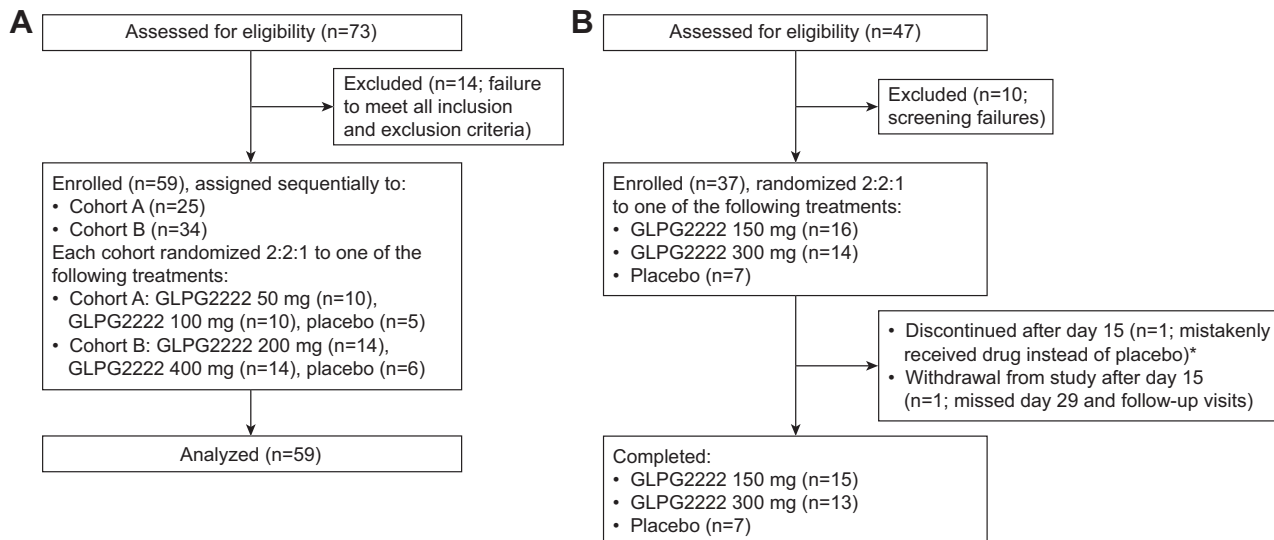 A
Assessed for eligibility (n=73)
Excluded (n=14; failure
to meet all inclusion
and exclusion criteria)
Enrolled (n=59), assigned sequentially to:
• Cohort A (n=25)
• Cohort B (n=34)
Each cohort randomized 2:2:1 to one of the
following treatments:
• Cohort A: GLPG2222 50 mg (n=10),
GLPG2222 100 mg (n=10), placebo (n=5)
• Cohort B: GLPG2222 200 mg (n=14),
GLPG2222 400 mg (n=14), placebo (n=6)
Analyzed (n=59)
B
Assessed for eligibility (n=47)
Excluded (n=10;
screening failures)
Enrolled (n=37), randomized 2:2:1
to one of the following treatments:
• GLPG2222 150 mg (n=16)
• GLPG2222 300 mg (n=14)
• Placebo (n=7)
• Discontinued after day 15 (n=1; mistakenly
received drug instead of placebo)*
• Withdrawal from study after day 15
(n=1; missed day 29 and follow-up visits)
Completed:
• GLPG2222 150 mg (n=15)
• GLPG2222 300 mg (n=13)
• Placebo (n=7)